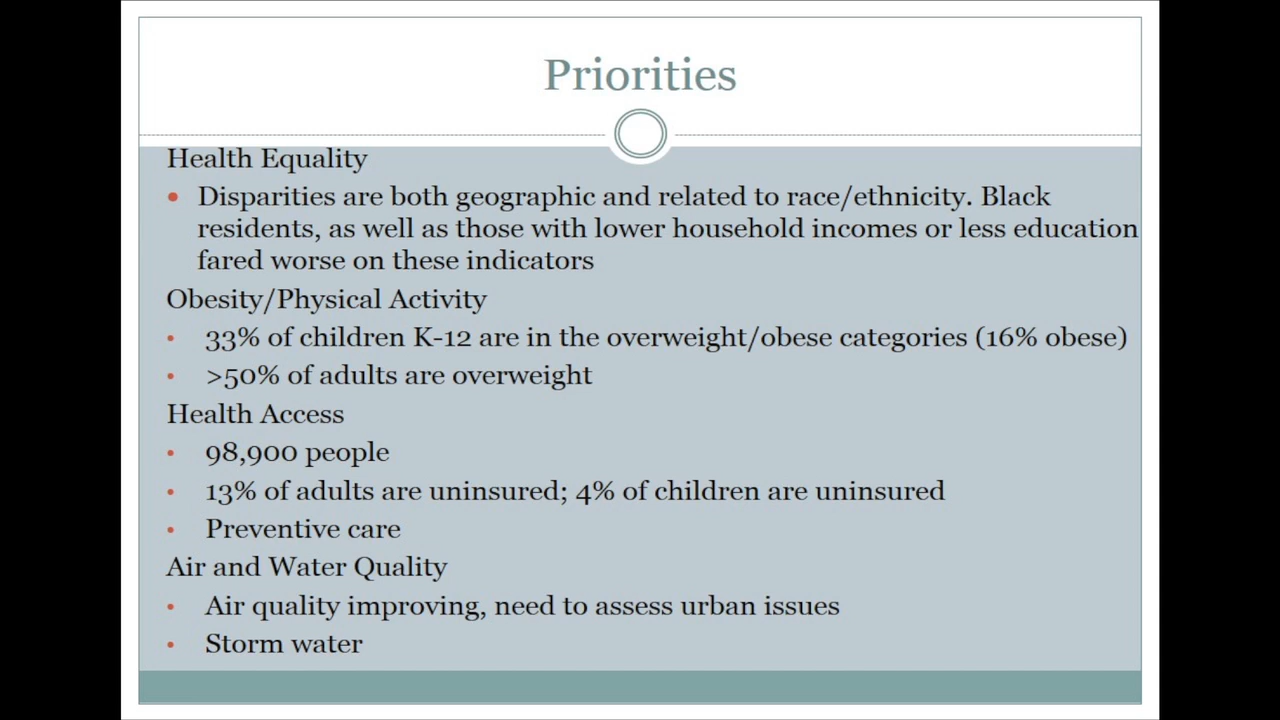 Priorities
Health Equality
• Disparities are both geographic and related to race/ethnicity. Black
residents, as well as those with lower household incomes or less education
fared worse on these indicators
Obesity/Physical Activity
• 33% of children K-12 are in the overweight/obese categories (16% obese)
• >50% of adults are overweight
Health Access
• 98,900 people
• 13% of adults are uninsured; 4% of children are uninsured
• Preventive care
Air and Water Quality
• Air quality improving, need to assess urban issues
• Storm water